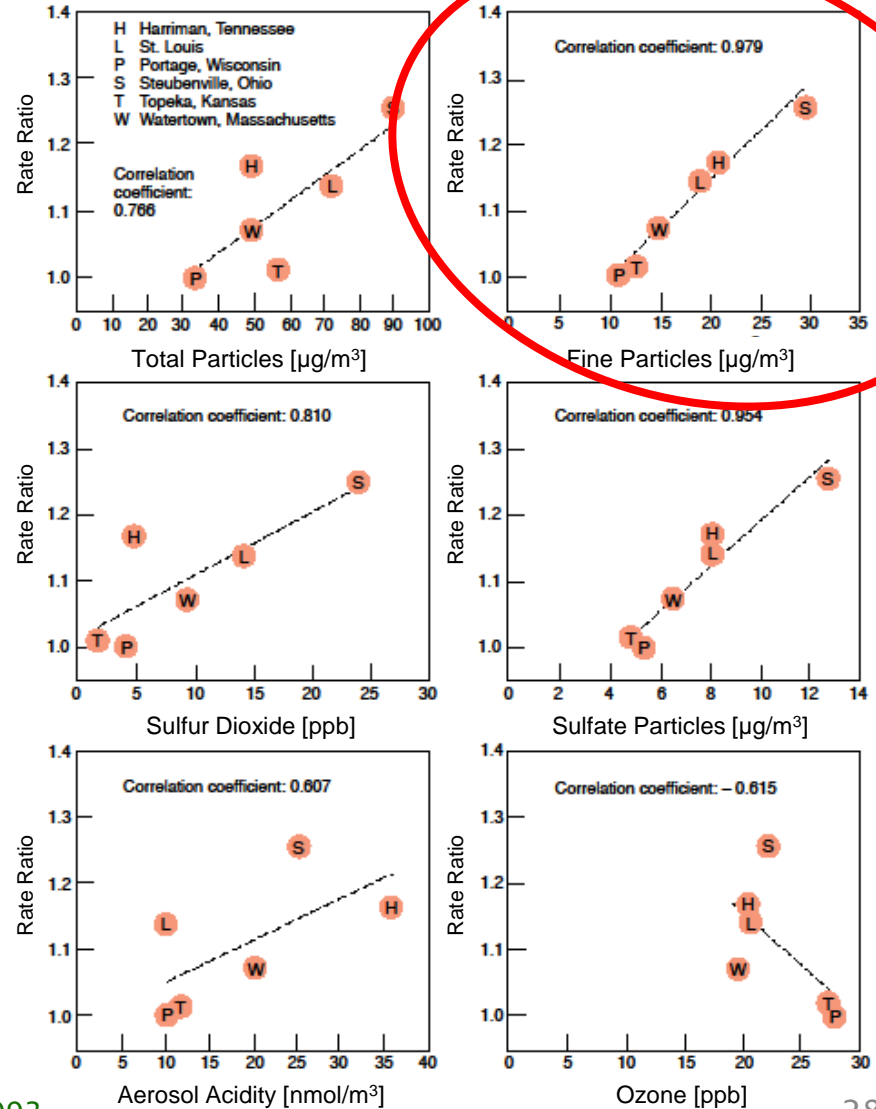 1.4
H Harriman, Tennessee
L St. Louis
P Portage, Wisconsin
S Steubenville, Ohio
T Topeka, Kansas
W Watertown, Massachusetts
Correlation
coefficient:
0.766
1.3
1.2
1.1
1.0
Rate Ratio
S
H
L
W
T
P
0 10 20 30 40 50 60 70 80 90 100
Total Particles [µg/m³]
1.4
Correlation coefficient: 0.979
1.3
1.2
1.1
1.0
Rate Ratio
S
H
L
W
T
P
0 5 10 15 20 30 35
Fine Particles [µg/m³]
1.4
Correlation coefficient: 0.810
1.3
1.2
1.1
1.0
Rate Ratio
S
H
L
W
T
P
0 5 10 15 20 25 30
Sulfur Dioxide [ppb]
1.4
Correlation coefficient: 0.954
1.3
1.2
1.1
1.0
Rate Ratio
S
H
L
W
T
P
0 2 4 6 8 10 12 14
Sulfate Particles [µg/m³]
1.4
Correlation coefficient: 0.607
1.3
1.2
1.1
1.0
Rate Ratio
S
H
L
W
T
P
0 5 10 15 20 25 30 35 40
Aerosol Acidity [nmol/m³]
1.4
Correlation coefficient: – 0.615
1.3
1.2
1.1
1.0
Rate Ratio
S
H
L
W
T
P
0 5 10 15 20 25 30
Ozone [ppb]